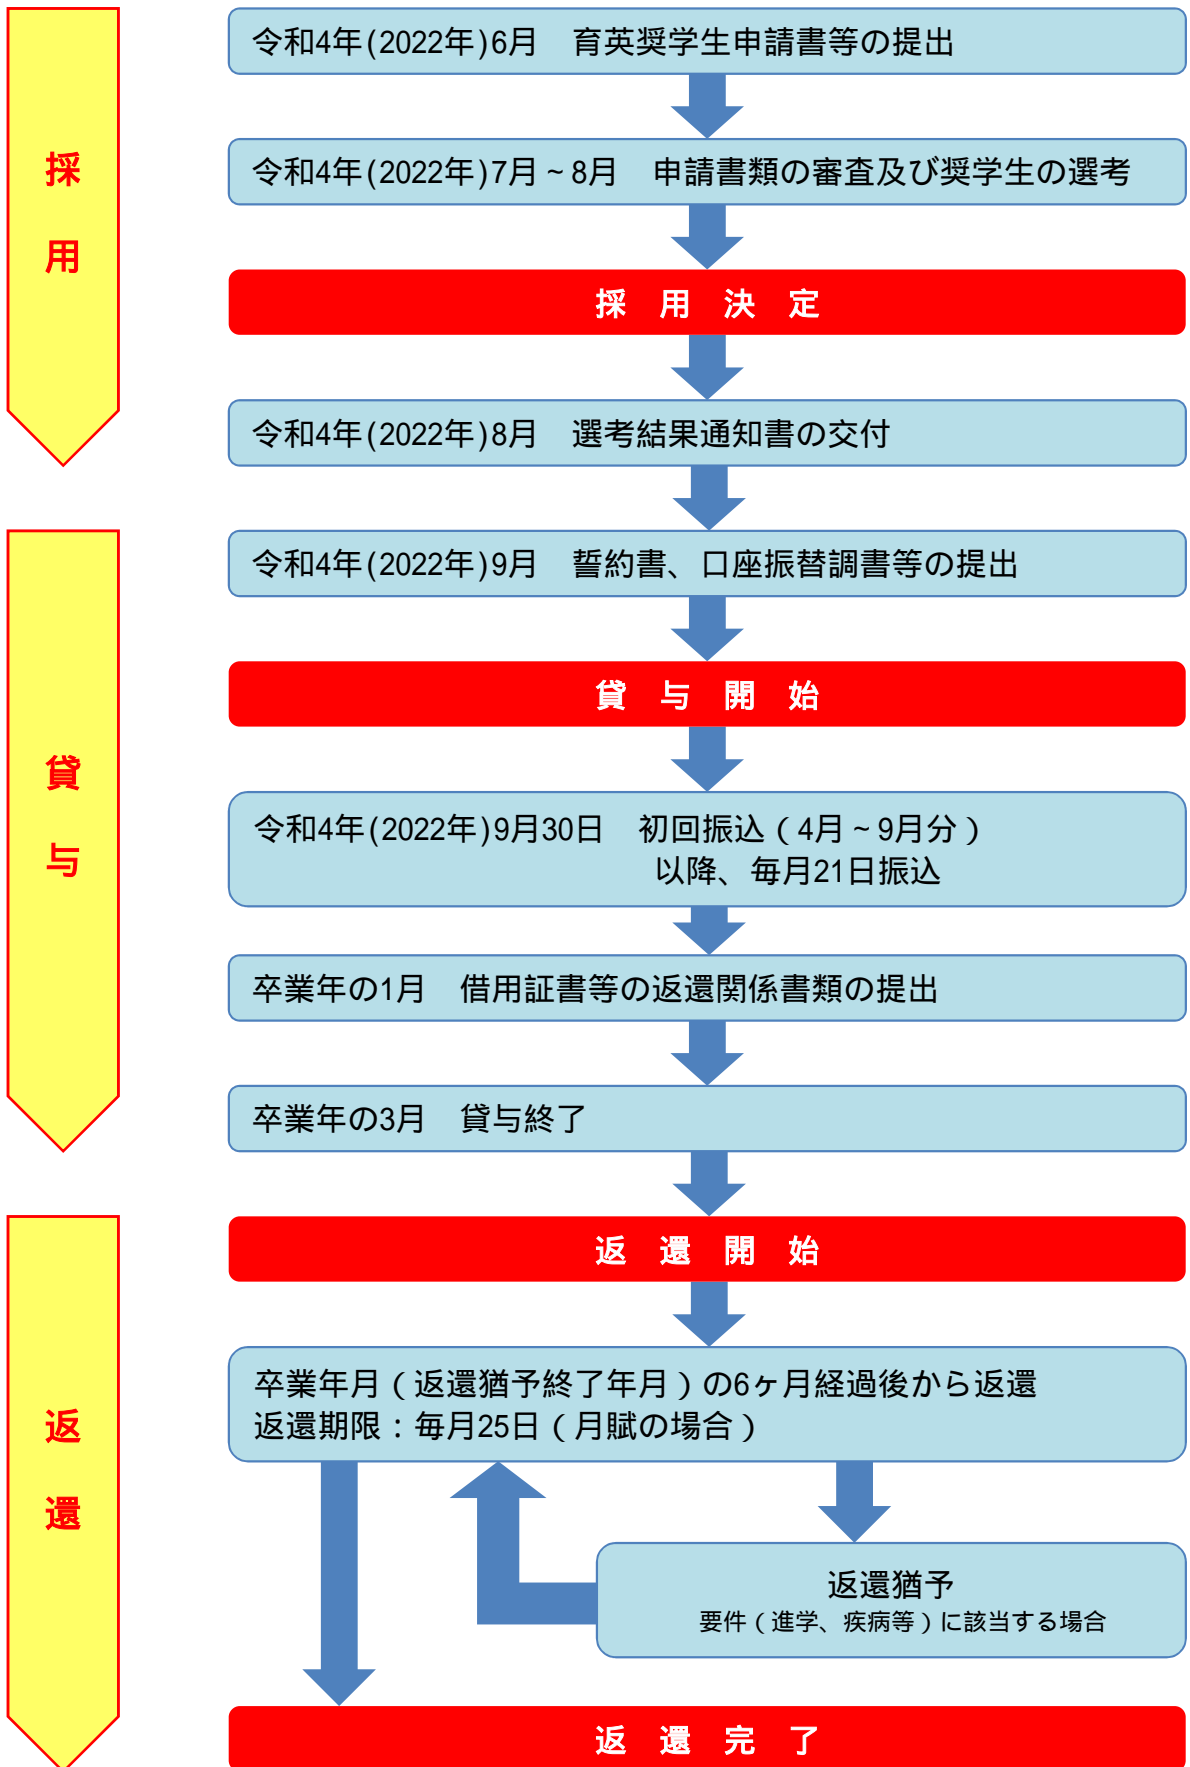 採用
令和4年(2022年)6月　育英奨学生申請書等の提出
令和4年(2022年)7月～8月　申請書類の審査及び奨学生の選考
採　用　決　定
令和4年(2022年)8月　選考結果通知書の交付
貸与
令和4年(2022年)9月　誓約書、口座振替調書等の提出
貸　与　開　始
令和4年(2022年)9月30日　初回振込（4月～9月分）
以降、毎月21日振込
卒業年の1月　借用証書等の返還関係書類の提出
卒業年の3月　貸与終了
返還
返　還　開　始
卒業年月（返還猶予終了年月）の6ヶ月経過後から返還
返還期限：毎月25日（月賦の場合）
返還猶予
要件（進学、疾病等）に該当する場合
返　還　完　了